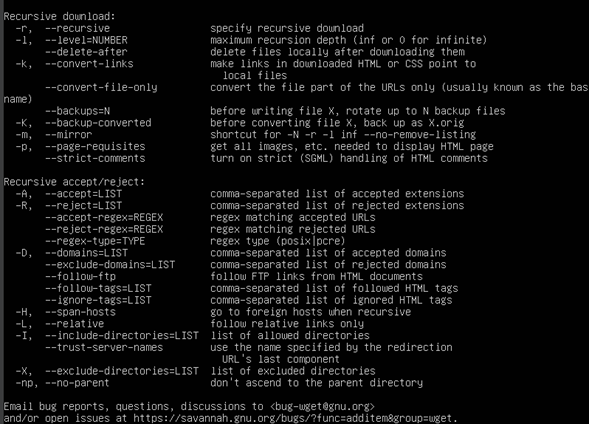 Recursive download:
  -r,  --recursive                 specify recursive download
  -l,  --level=NUMBER              maximum recursion depth (inf or 0 for infinite)
       --delete-after              delete files locally after downloading them
  -k,  --convert-links             make links in downloaded HTML or CSS point to
                                     local files
       --convert-file-only         convert the file part of the URLs only (usually known as the bas
name)
       --backups=N                 before writing file X, rotate up to N backup files
  -K,  --backup-converted          before converting file X, back up as X.orig
  -m,  --mirror                    shortcut for -N -r -l inf --no-remove-listing
  -p,  --page-requisites           get all images, etc. needed to display HTML page
       --strict-comments           turn on strict (SGML) handling of HTML comments
Recursive accept/reject:
  -A,  --accept=LIST               comma-separated list of accepted extensions
  -R,  --reject=LIST               comma-separated list of rejected extensions
       --accept-regex=REGEX        regex matching accepted URLs
       --reject-regex=REGEX        regex matching rejected URLs
       --regex-type=TYPE           regex type (posix|pcre)
  -D,  --domains=LIST              comma-separated list of accepted domains
       --exclude-domains=LIST      comma-separated list of rejected domains
       --follow-ftp                follow FTP links from HTML documents
       --follow-tags=LIST          comma-separated list of followed HTML tags
       --ignore-tags=LIST          comma-separated list of ignored HTML tags
  -H,  --span-hosts                go to foreign hosts when recursive
  -L,  --relative                  follow relative links only
  -I,  --include-directories=LIST  list of allowed directories
       --trust-server-names        use the name specified by the redirection
                                     URL's last component
  -X,  --exclude-directories=LIST  list of excluded directories
  -np, --no-parent                 don't ascend to the parent directory
Email bug reports, questions, discussions to <bug-wget@gnu.org>
and/or open issues at https://savannah.gnu.org/bugs/?func=additem&group=wget.